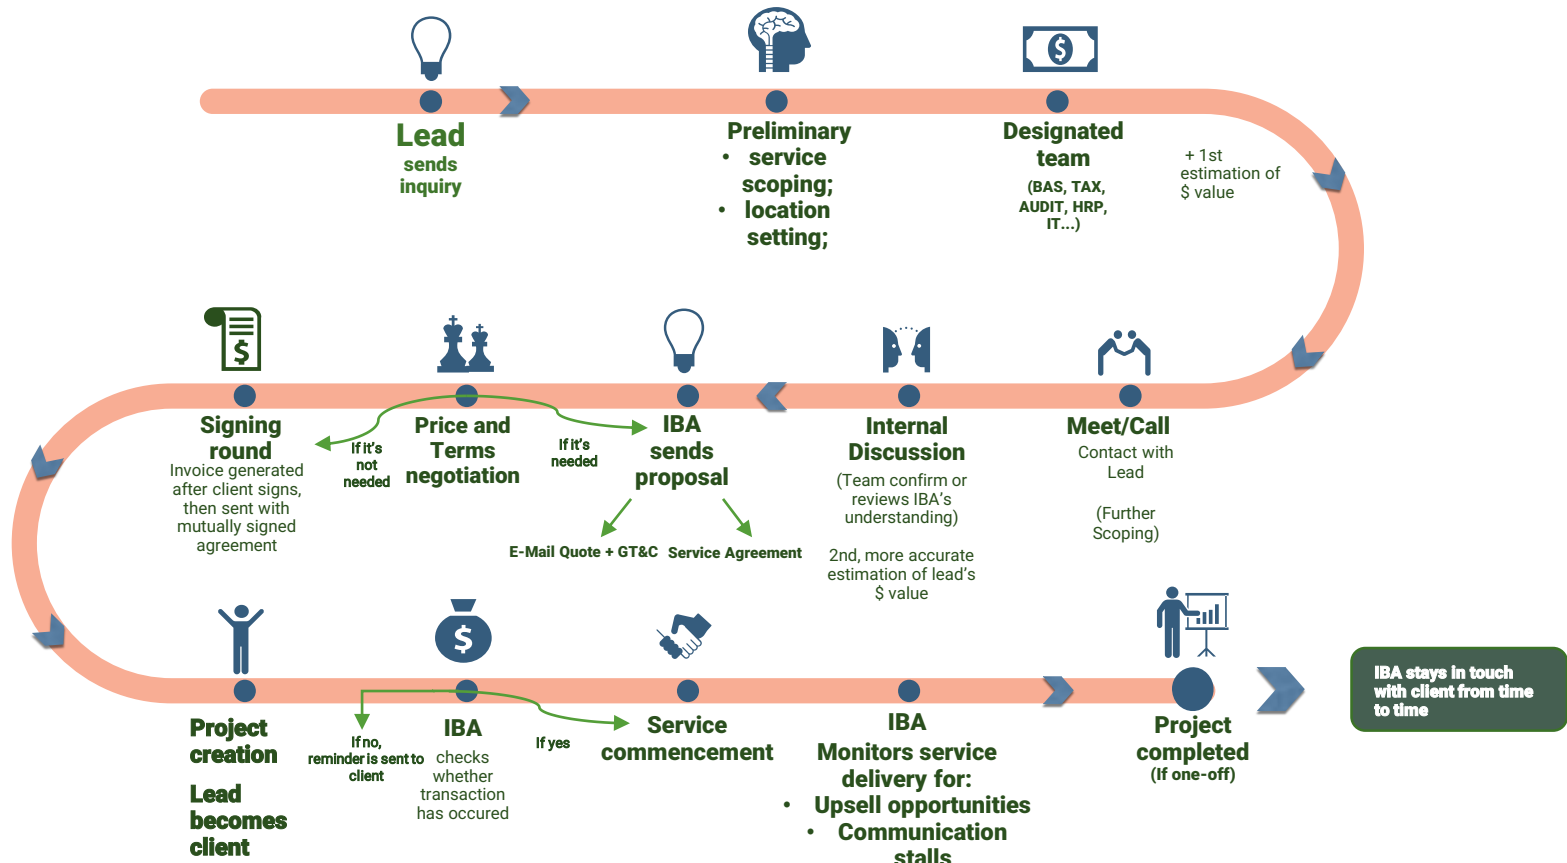 Lead
sends
inquiry
Preliminary
• service
scoping;
• location
setting;
Designated
team
(BAS, TAX,
AUDIT, HRP,
IT...)
+ 1st
estimation of
$ value
$
Signing
round
Invoice generated
after client signs,
then sent with
mutually signed
agreement
If it's
not
needed
Price and
Terms
negotiation
If it's
needed
IBA
sends
proposal
E-Mail Quote + GT&C
Service Agreement
Internal
Discussion
(Team confirm or
reviews IBA's
understanding)
2nd, more accurate
estimation of lead's
$ value
Meet/Call
Contact with
Lead
(Further
Scoping)
$
Project
creation
Lead
becomes
client
If no,
reminder is sent to
client
IBA
checks
whether
transaction
has occured
$
If yes
Service
commencement
IBA
Monitors service
delivery for:
• Upsell opportunities
• Communication
stalls
Project
completed
(If one-off)
IBA stays in touch
with client from time
to time